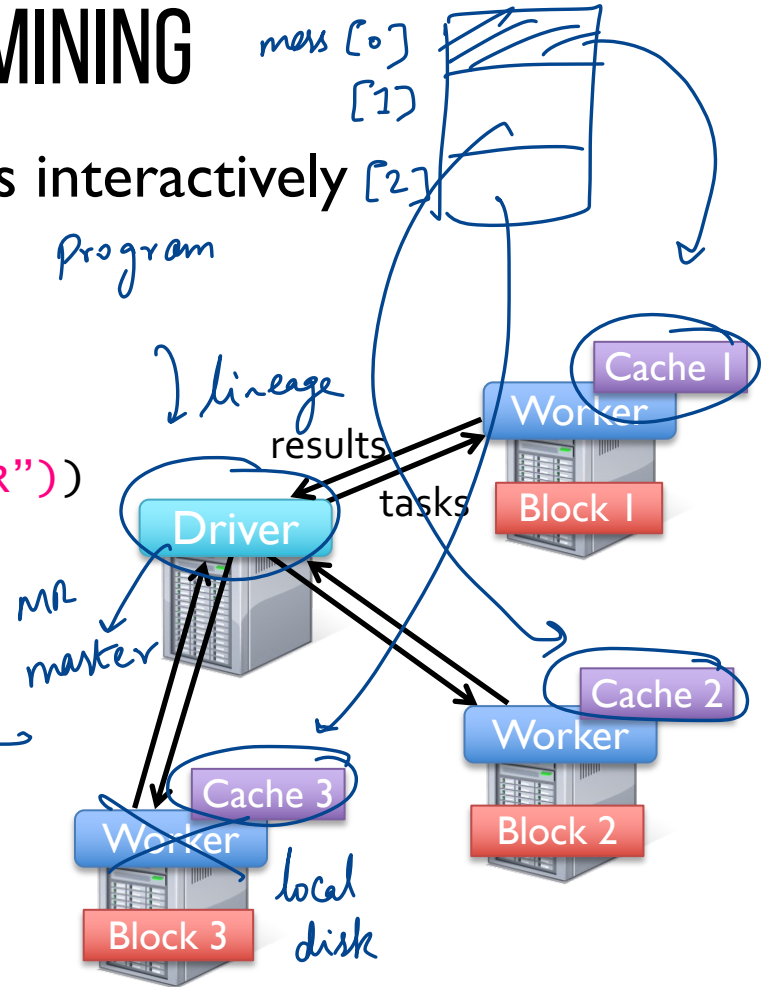 MINING
mess [0]
[1]
s interactively [2]
Program
lineage
Cache 1
Worker
results
R”))
tasks
Block 1
Driver
MR
master
Cache 2
Worker
Cache 3
Block 2
Worker
local
disk
Block 3